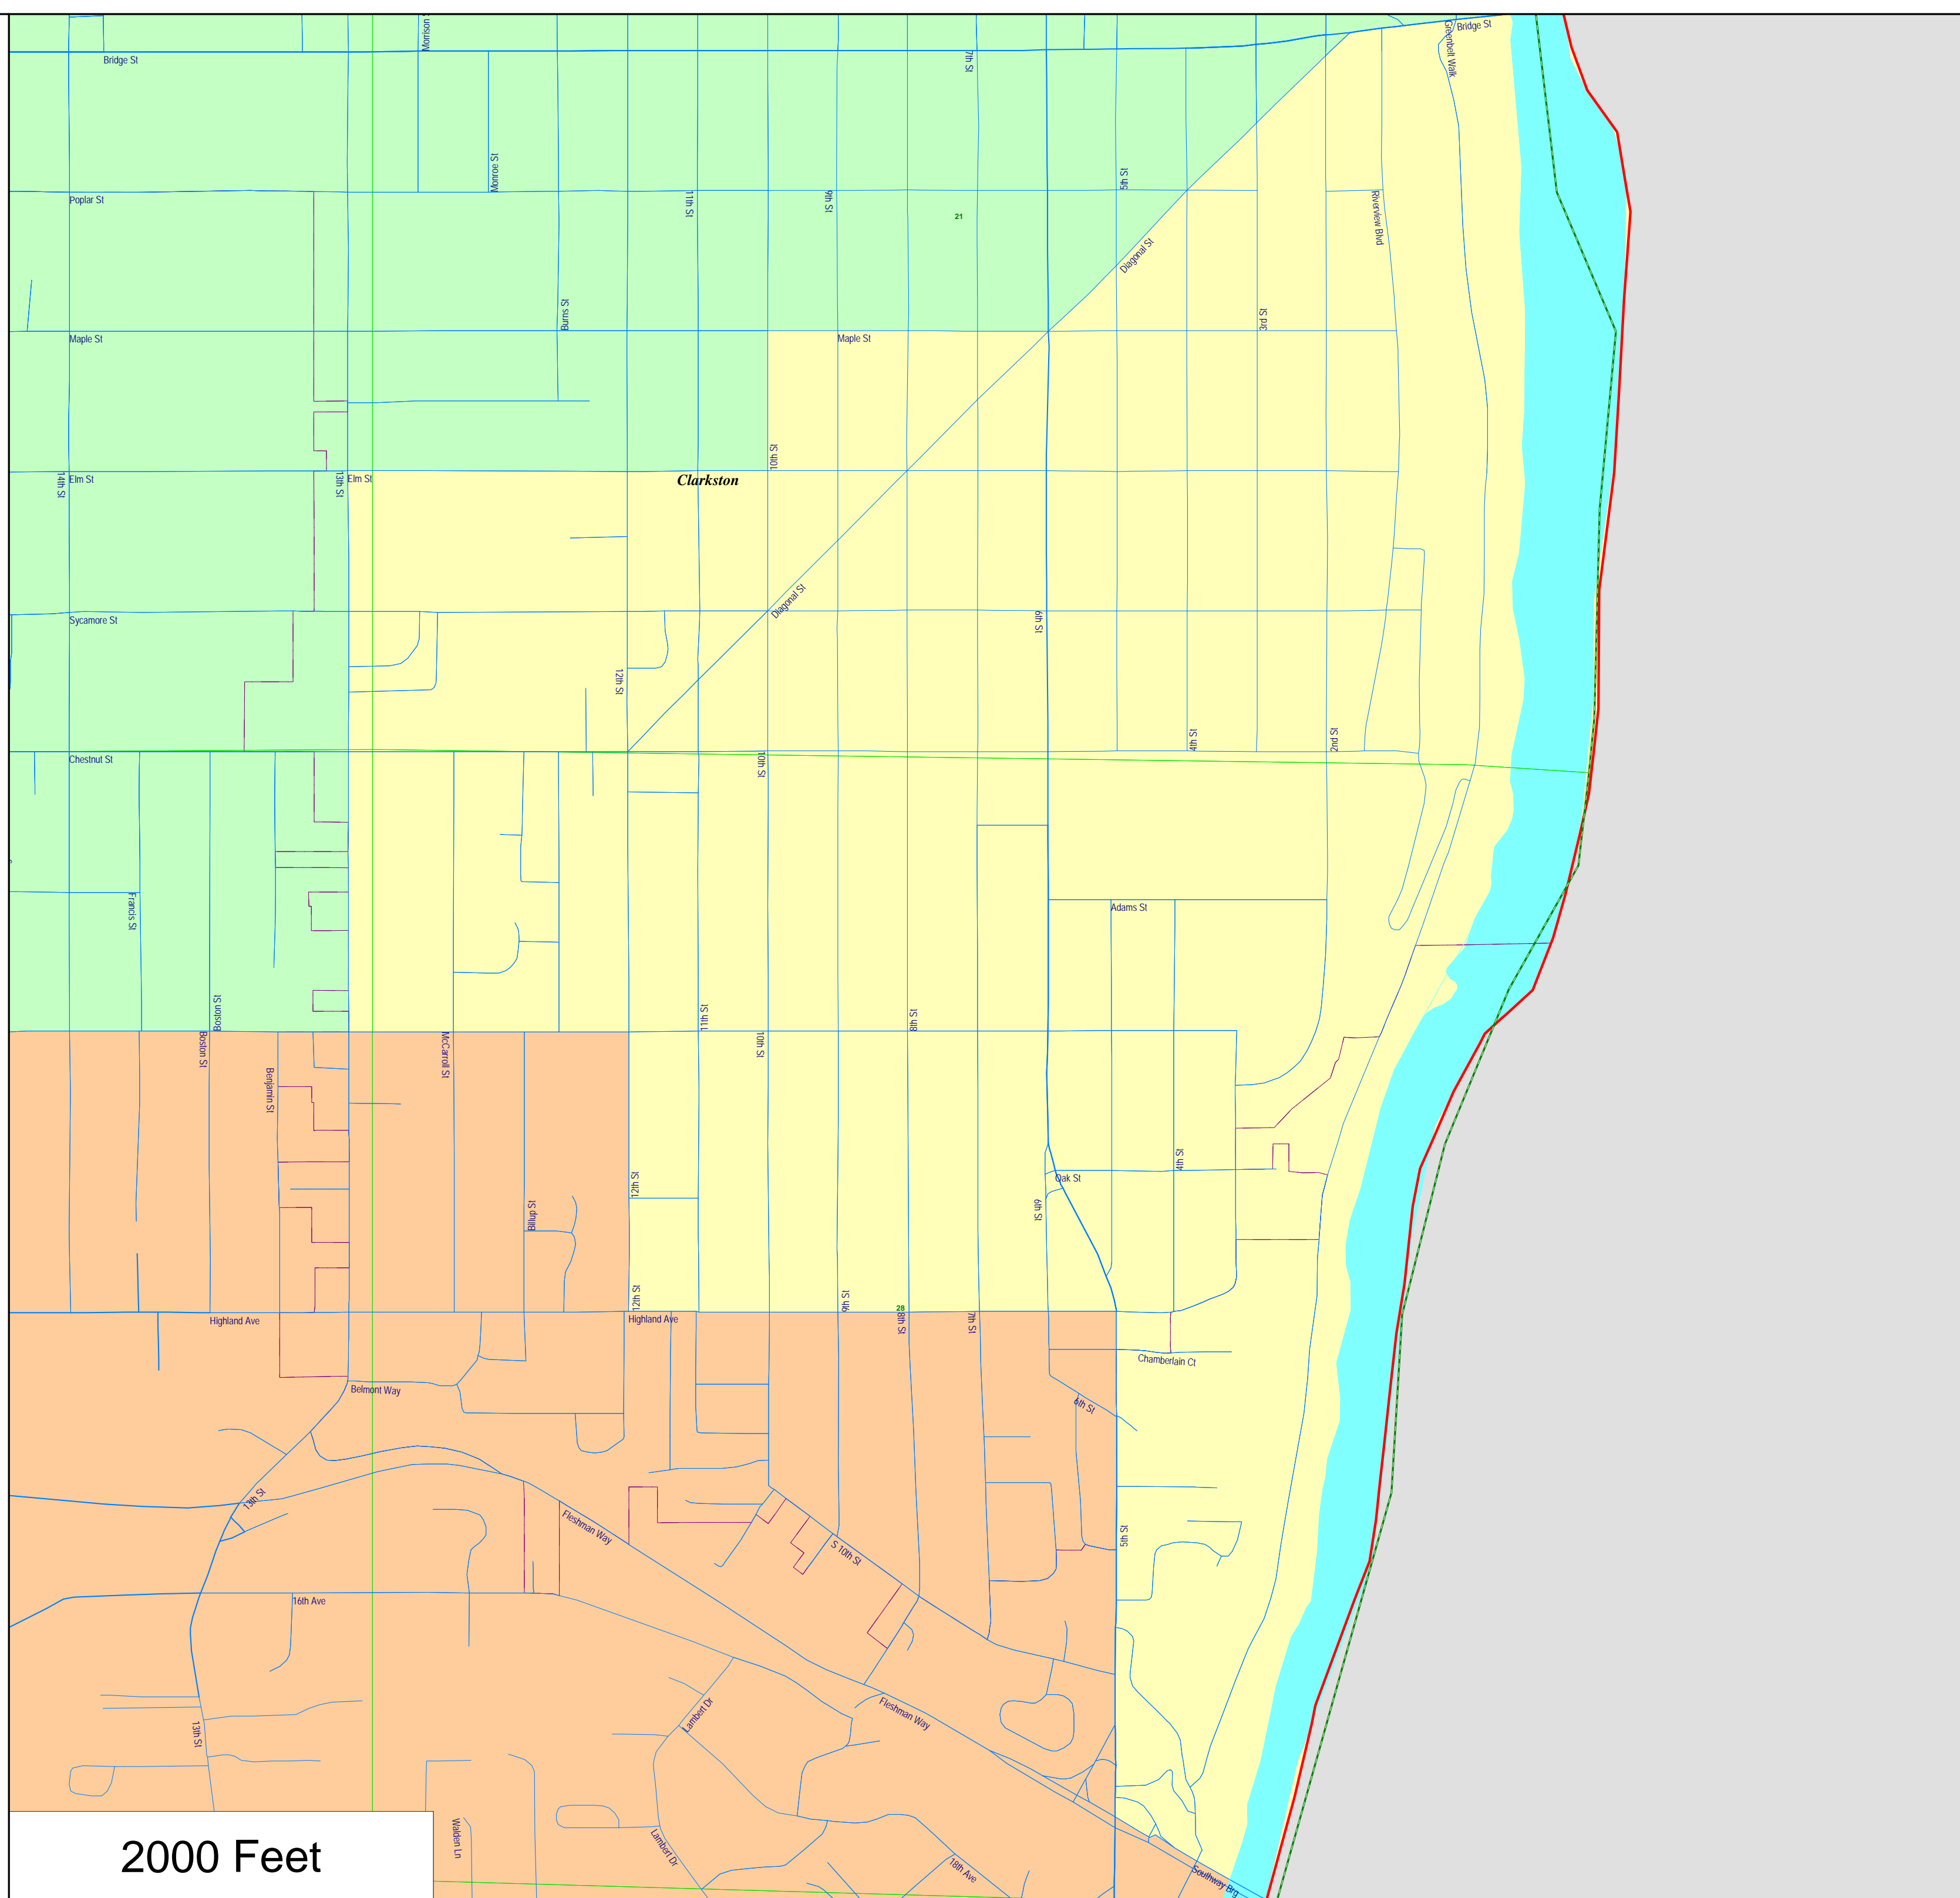 Morrison S
Greenbelt Walk
Bridge St
Bridge St
7th St
Monroe St
5th St
Poplar St
11th St
9th St
Riverview Blvd
21
Diagonal St
Burns St
3rd St
Maple St
Maple St
10th St
14th St
Elm St
13th St
Elm St
Clarkston
Diagonal St
Sycamore St
6th St
12th St
4th St
2nd St
Chestnut St
10th St
Francis St
Adams St
Boston St
11th St
8th St
Boston St
McCarroll St
10th St
Benjamin St
4th St
12th St
Oak St
Billup St
6th St
12th St
9th St
28
Highland Ave
Highland Ave
8th St
7th St
Chamberlain Ct
Belmont Way
6th St
13th St
Fleshman Way
5th St
S 10th St
16th Ave
Lambert Dr
Fleshman Way
13th St
2000 Feet
Walden Ln
Lambert Dr
18th Ave
Southway Brg